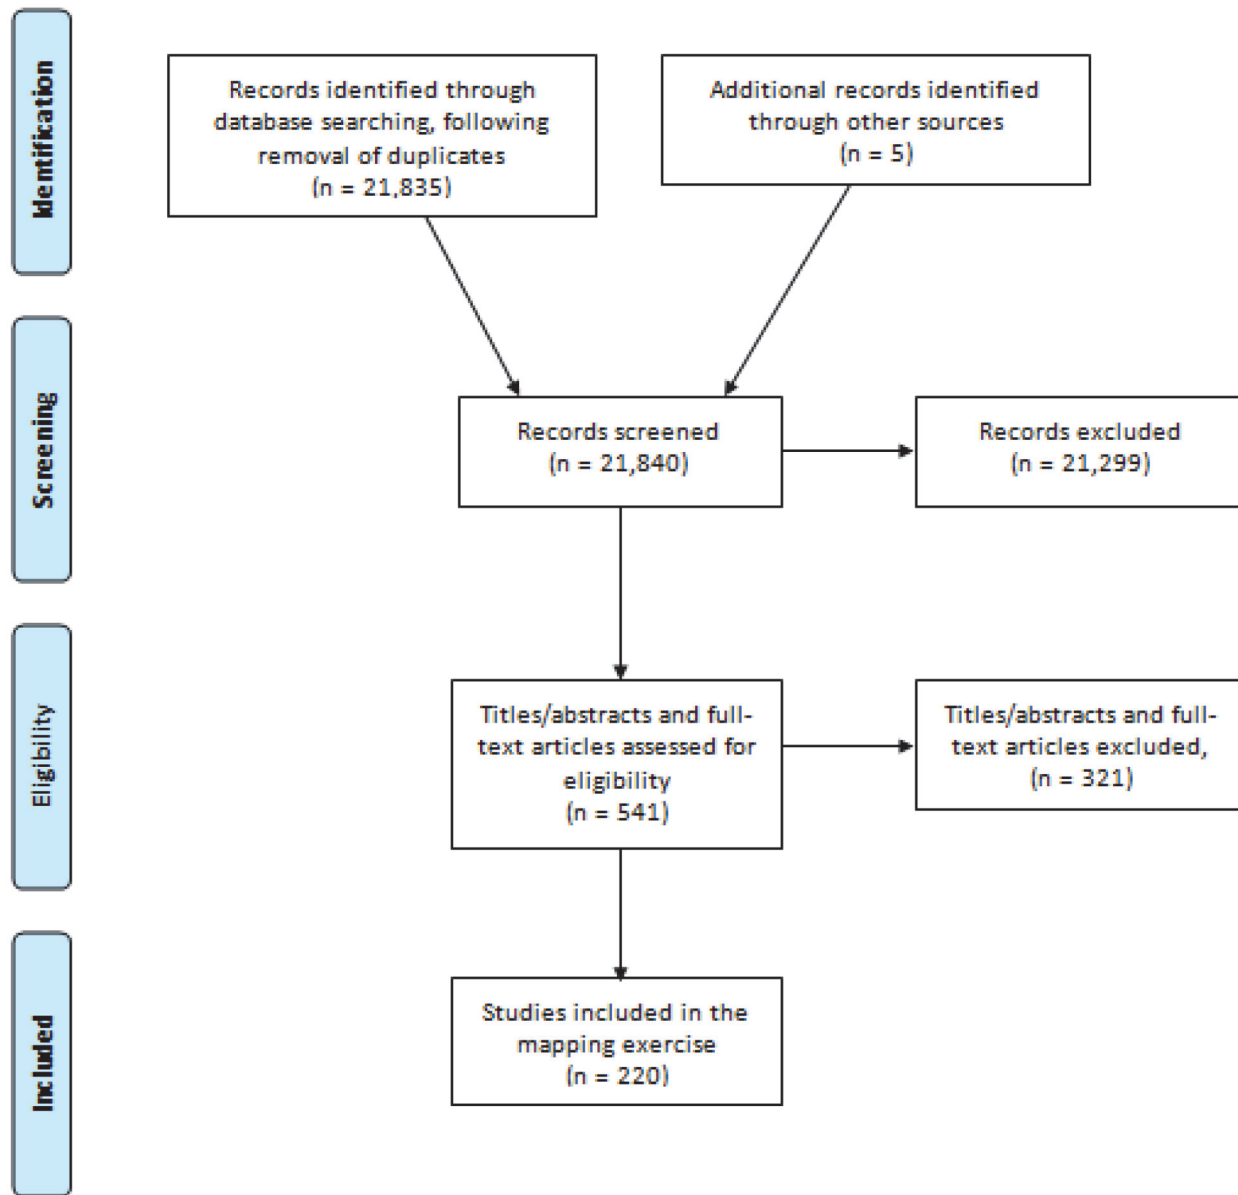 Identification
Records identified through
database searching, following
removal of duplicates
(n = 21,835)
Additional records identified
through other sources
(n = 5)
Screening
Records screened
(n = 21,840)
Records excluded
(n = 21,299)
Eligibility
Titles/abstracts and full-
text articles assessed for
eligibility
(n = 541)
Titles/abstracts and full-
text articles excluded,
(n = 321)
Included
Studies included in the
mapping exercise
(n = 220)